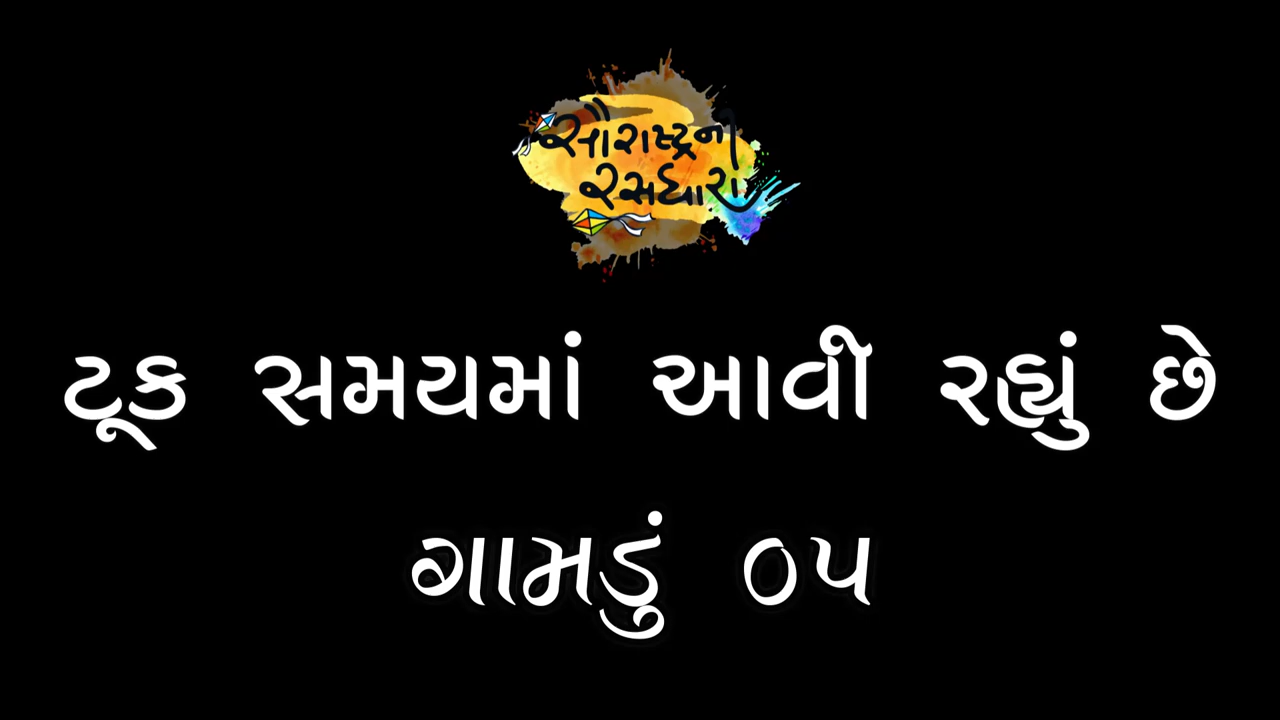 સૌરાષ્ટ્રની
રસધારા
ટૂક સમયમાં આવી રહ્યું છે
ગામડું ૦૫